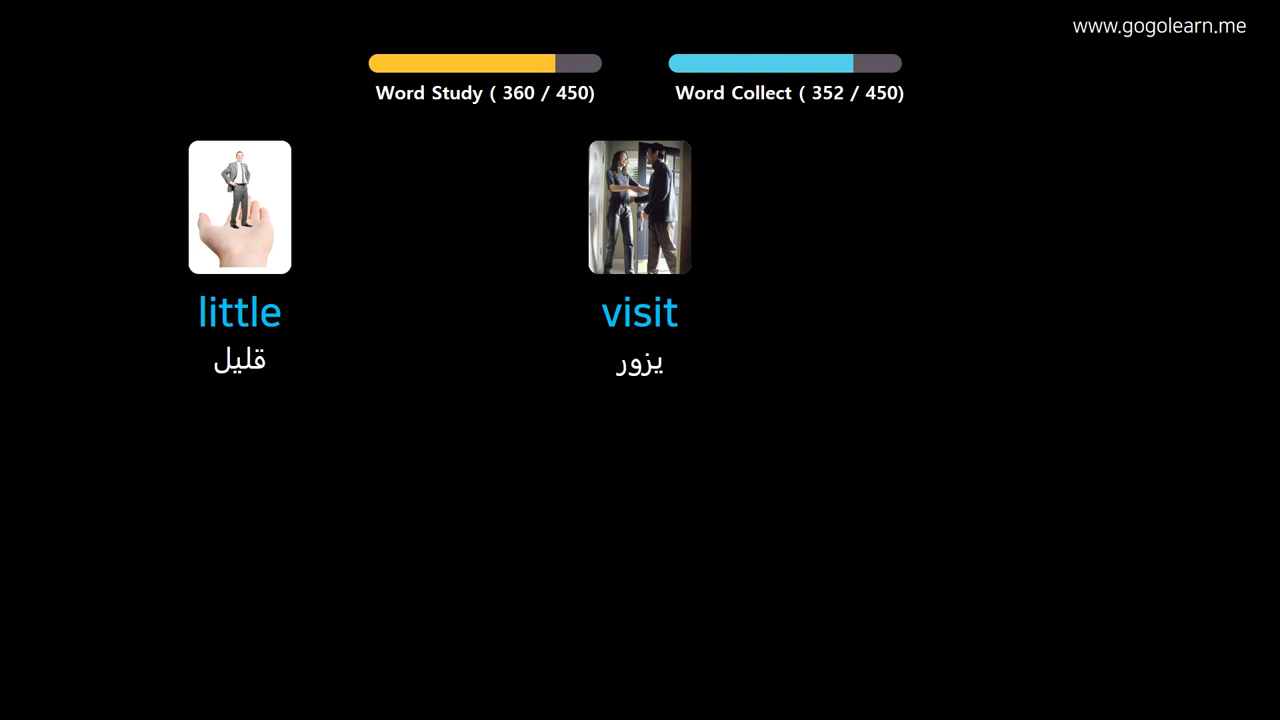 www.gogolearn.me
Word Study ( 360 / 450)
Word Collect ( 352 / 450)
little
visit
قليل
يزور